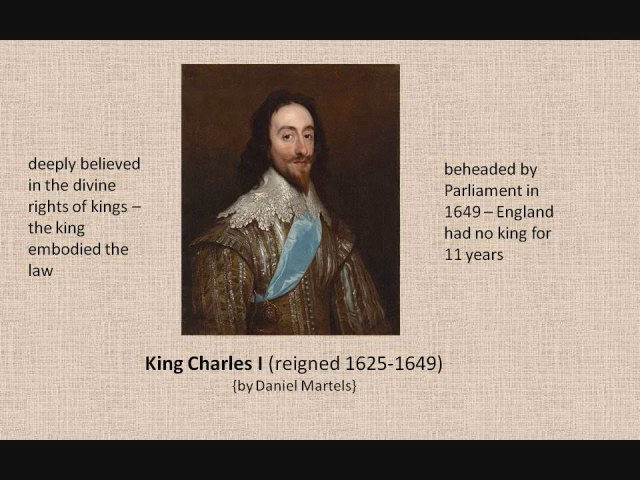 deeply believed
in the divine
rights of kings –
the king
embodied the
law
beheaded by
Parliament in
1649 – England
had no king for
11 years
King Charles I (reigned 1625-1649)
{by Daniel Martels}